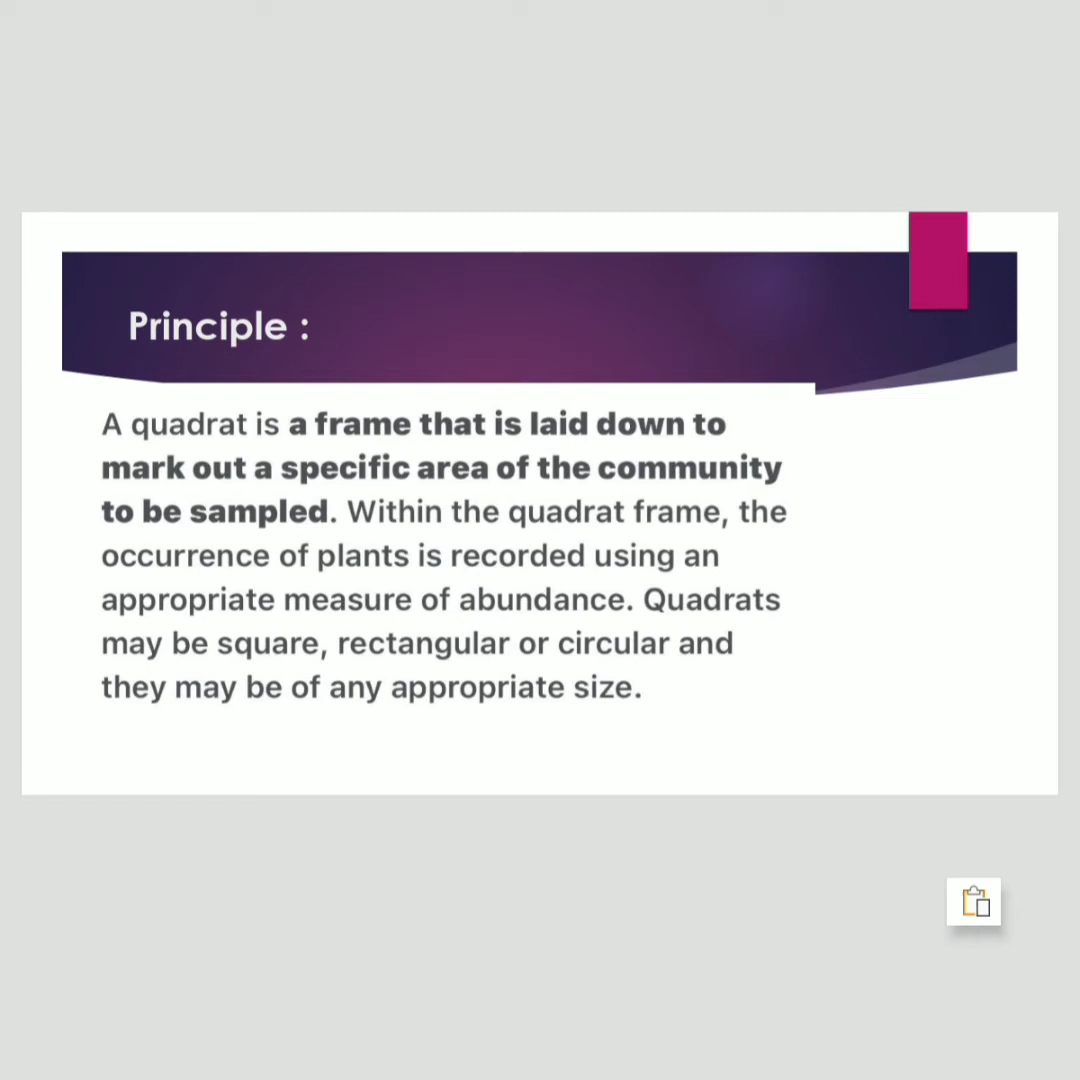 Principle :
A quadrat is a frame that is laid down to
mark out a specific area of the community
to be sampled. Within the quadrat frame, the
occurrence of plants is recorded using an
appropriate measure of abundance. Quadrats
may be square, rectangular or circular and
they may be of any appropriate size.